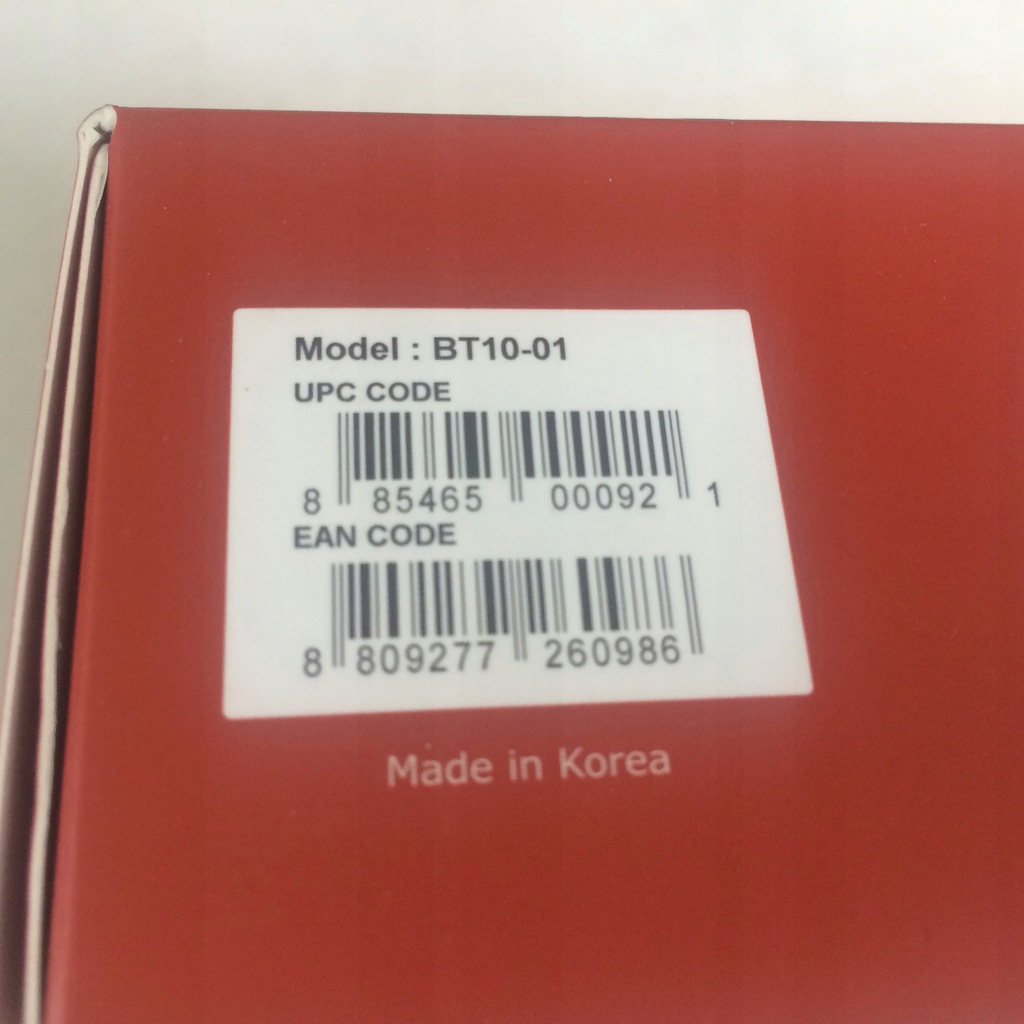 Model : BT10-01
UPC CODE
8 85465 00092 1
EAN CODE
8 809277 260986
Made in Korea